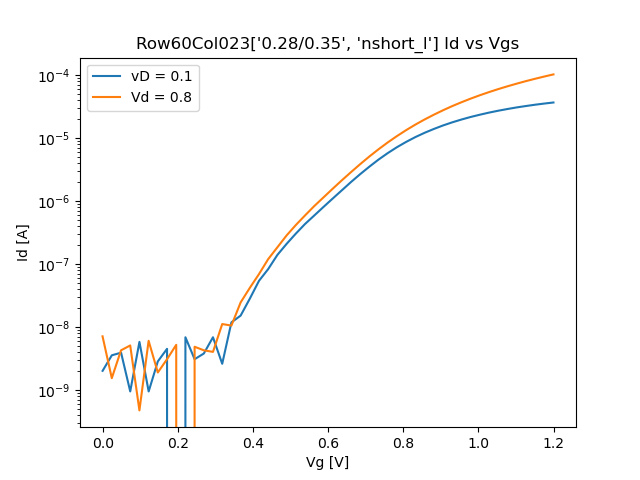 Row60Col023['0.28/0.35', 'nshort_l'] Id vs Vgs
vD = 0.1
Vd = 0.8
10⁻⁴
10⁻⁵
10⁻⁶
10⁻⁷
10⁻⁸
10⁻⁹
Id [A]
0.0 0.2 0.4 0.6 0.8 1.0 1.2
Vg [V]